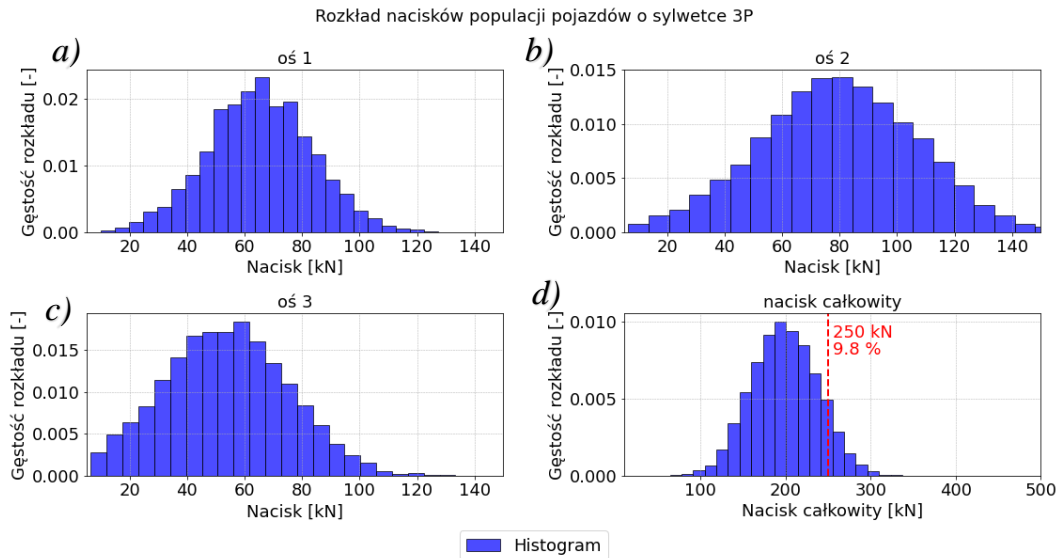 Rozkład nacisków populacji pojazdów o sylwetce 3P
a)
oś 1
Gęstość rozkładu [-]
0.02
0.01
0.00
20 40 60 80 100 120 140
Nacisk [kN]
b)
oś 2
Gęstość rozkładu [-]
0.015
0.010
0.005
0.000
20 40 60 80 100 120 140
Nacisk [kN]
c)
oś 3
Gęstość rozkładu [-]
0.015
0.010
0.005
0.000
20 40 60 80 100 120 140
Nacisk [kN]
d)
nacisk całkowity
Gęstość rozkładu [-]
0.010
0.005
0.000
250 kN
9.8 %
100 200 300 400 500
Nacisk całkowity [kN]
Histogram